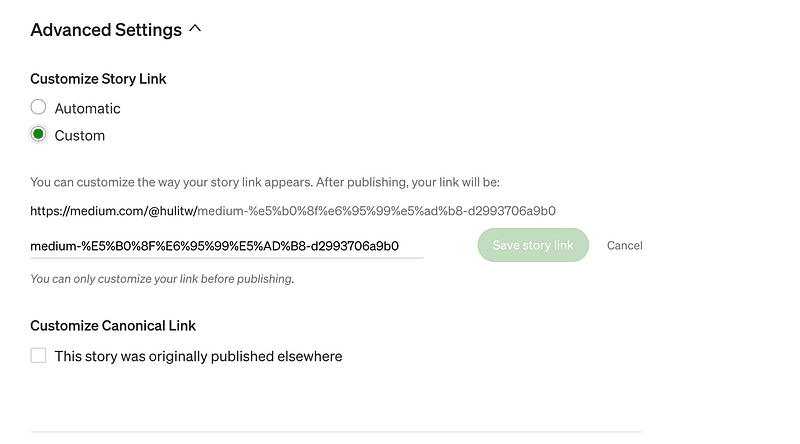 Advanced Settings
Customize Story Link
Automatic
Custom
You can customize the way your story link appears. After publishing, your link will be:
https://medium.com/@hulitw/medium-%e5%b0%8f%e6%95%99%e5%ad%b8-d2993706a9b0
medium-%E5%B0%8F%E6%95%99%E5%AD%B8-d2993706a9b0 Save story link Cancel
You can only customize your link before publishing.
Customize Canonical Link
This story was originally published elsewhere